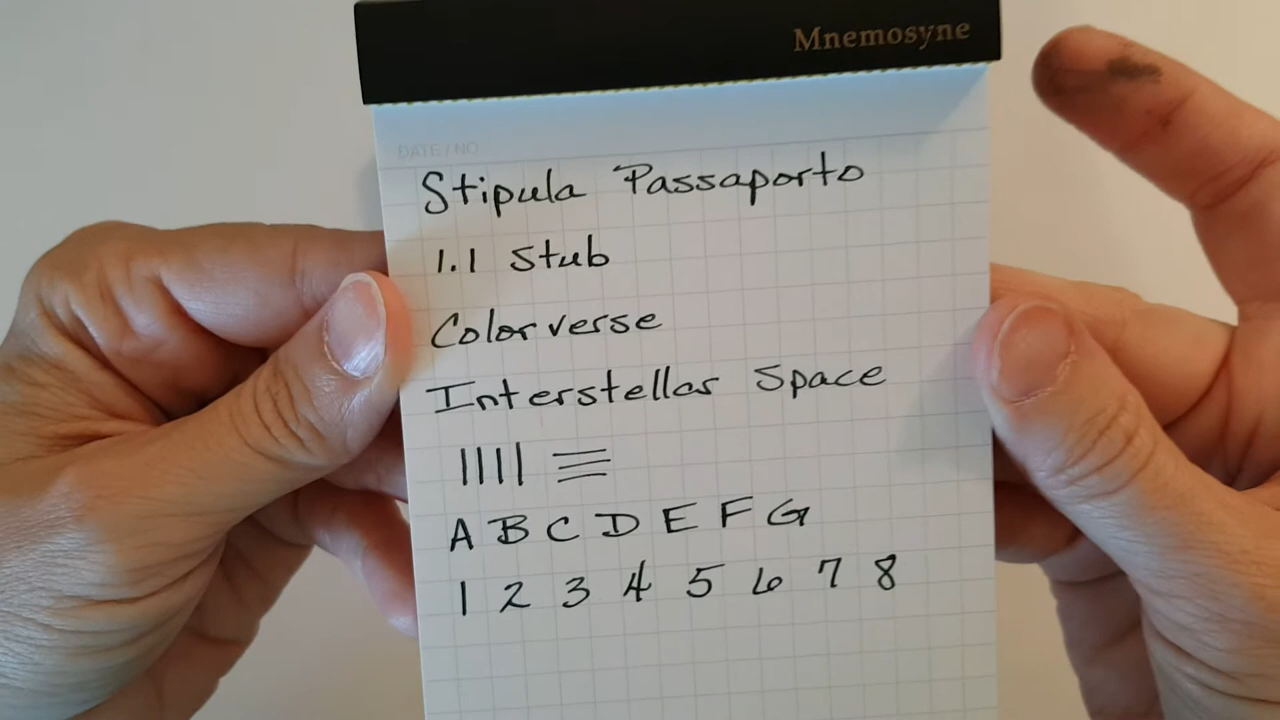 Mnemosyne
DATE / NO
Stipula Passaporto
1.1 Stub
Colorverse
Interstellar Space
A B C D E F G
1 2 3 4 5 6 7 8